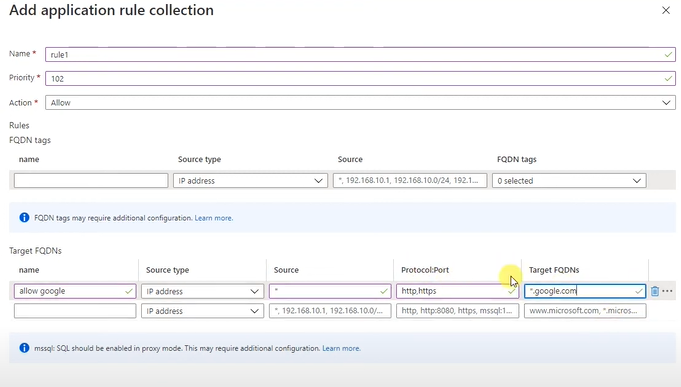 Add application rule collection
Name * rule1
Priority * 102
Action * Allow
Rules
FQDN tags
name Source type Source FQDN tags
IP address *, 192.168.10.1, 192.168.10.0/24, 192.1... 0 selected
FQDN tags may require additional configuration. Learn more.
Target FQDNs
name Source type Source Protocol:Port Target FQDNs
allow google IP address * http,https *.google.com
IP address *, 192.168.10.1, 192.168.10.0/... http, http:8080, https, mssql:1... www.microsoft.com, *.micros...
mssql: SQL should be enabled in proxy mode. This may require additional configuration. Learn more.